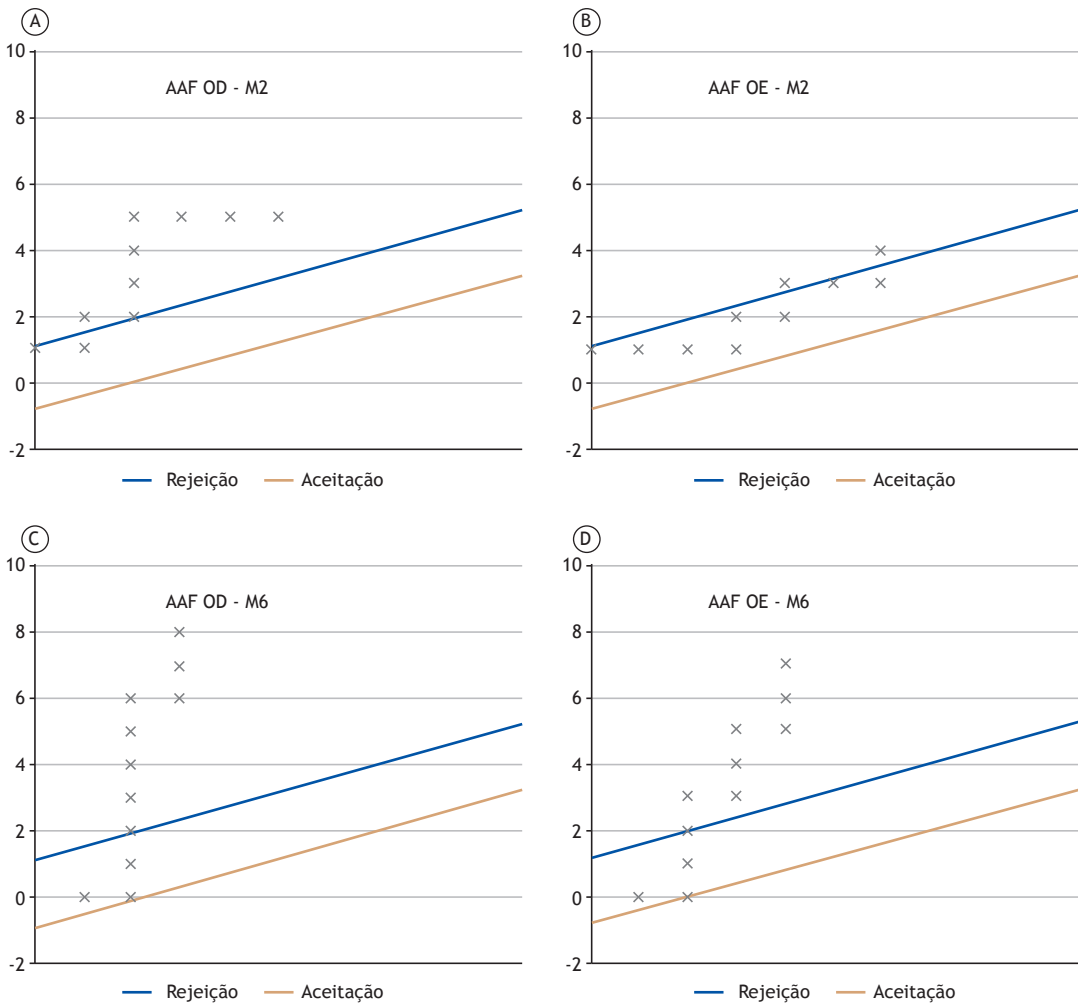 A
10
AAF OD - M2
8
6
4
2
0
-2
Rejeição Aceitação
B
10
AAF OE - M2
8
6
4
2
0
-2
Rejeição Aceitação
C
10
AAF OD - M6
8
6
4
2
0
-2
Rejeição Aceitação
D
10
AAF OE - M6
8
6
4
2
0
-2
Rejeição Aceitação